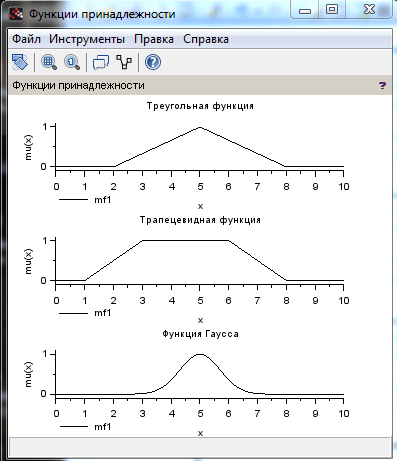 Функции принадлежности
Файл Инструменты Правка Справка
Функции принадлежности ?
Треугольная функция
mu(x)
1
0
0 1 2 3 4 5 6 7 8 9 10
mf1
x
Трапецевидная функция
mu(x)
1
0
0 1 2 3 4 5 6 7 8 9 10
mf1
x
Функция Гаусса
mu(x)
1
0
0 1 2 3 4 5 6 7 8 9 10
mf1
x